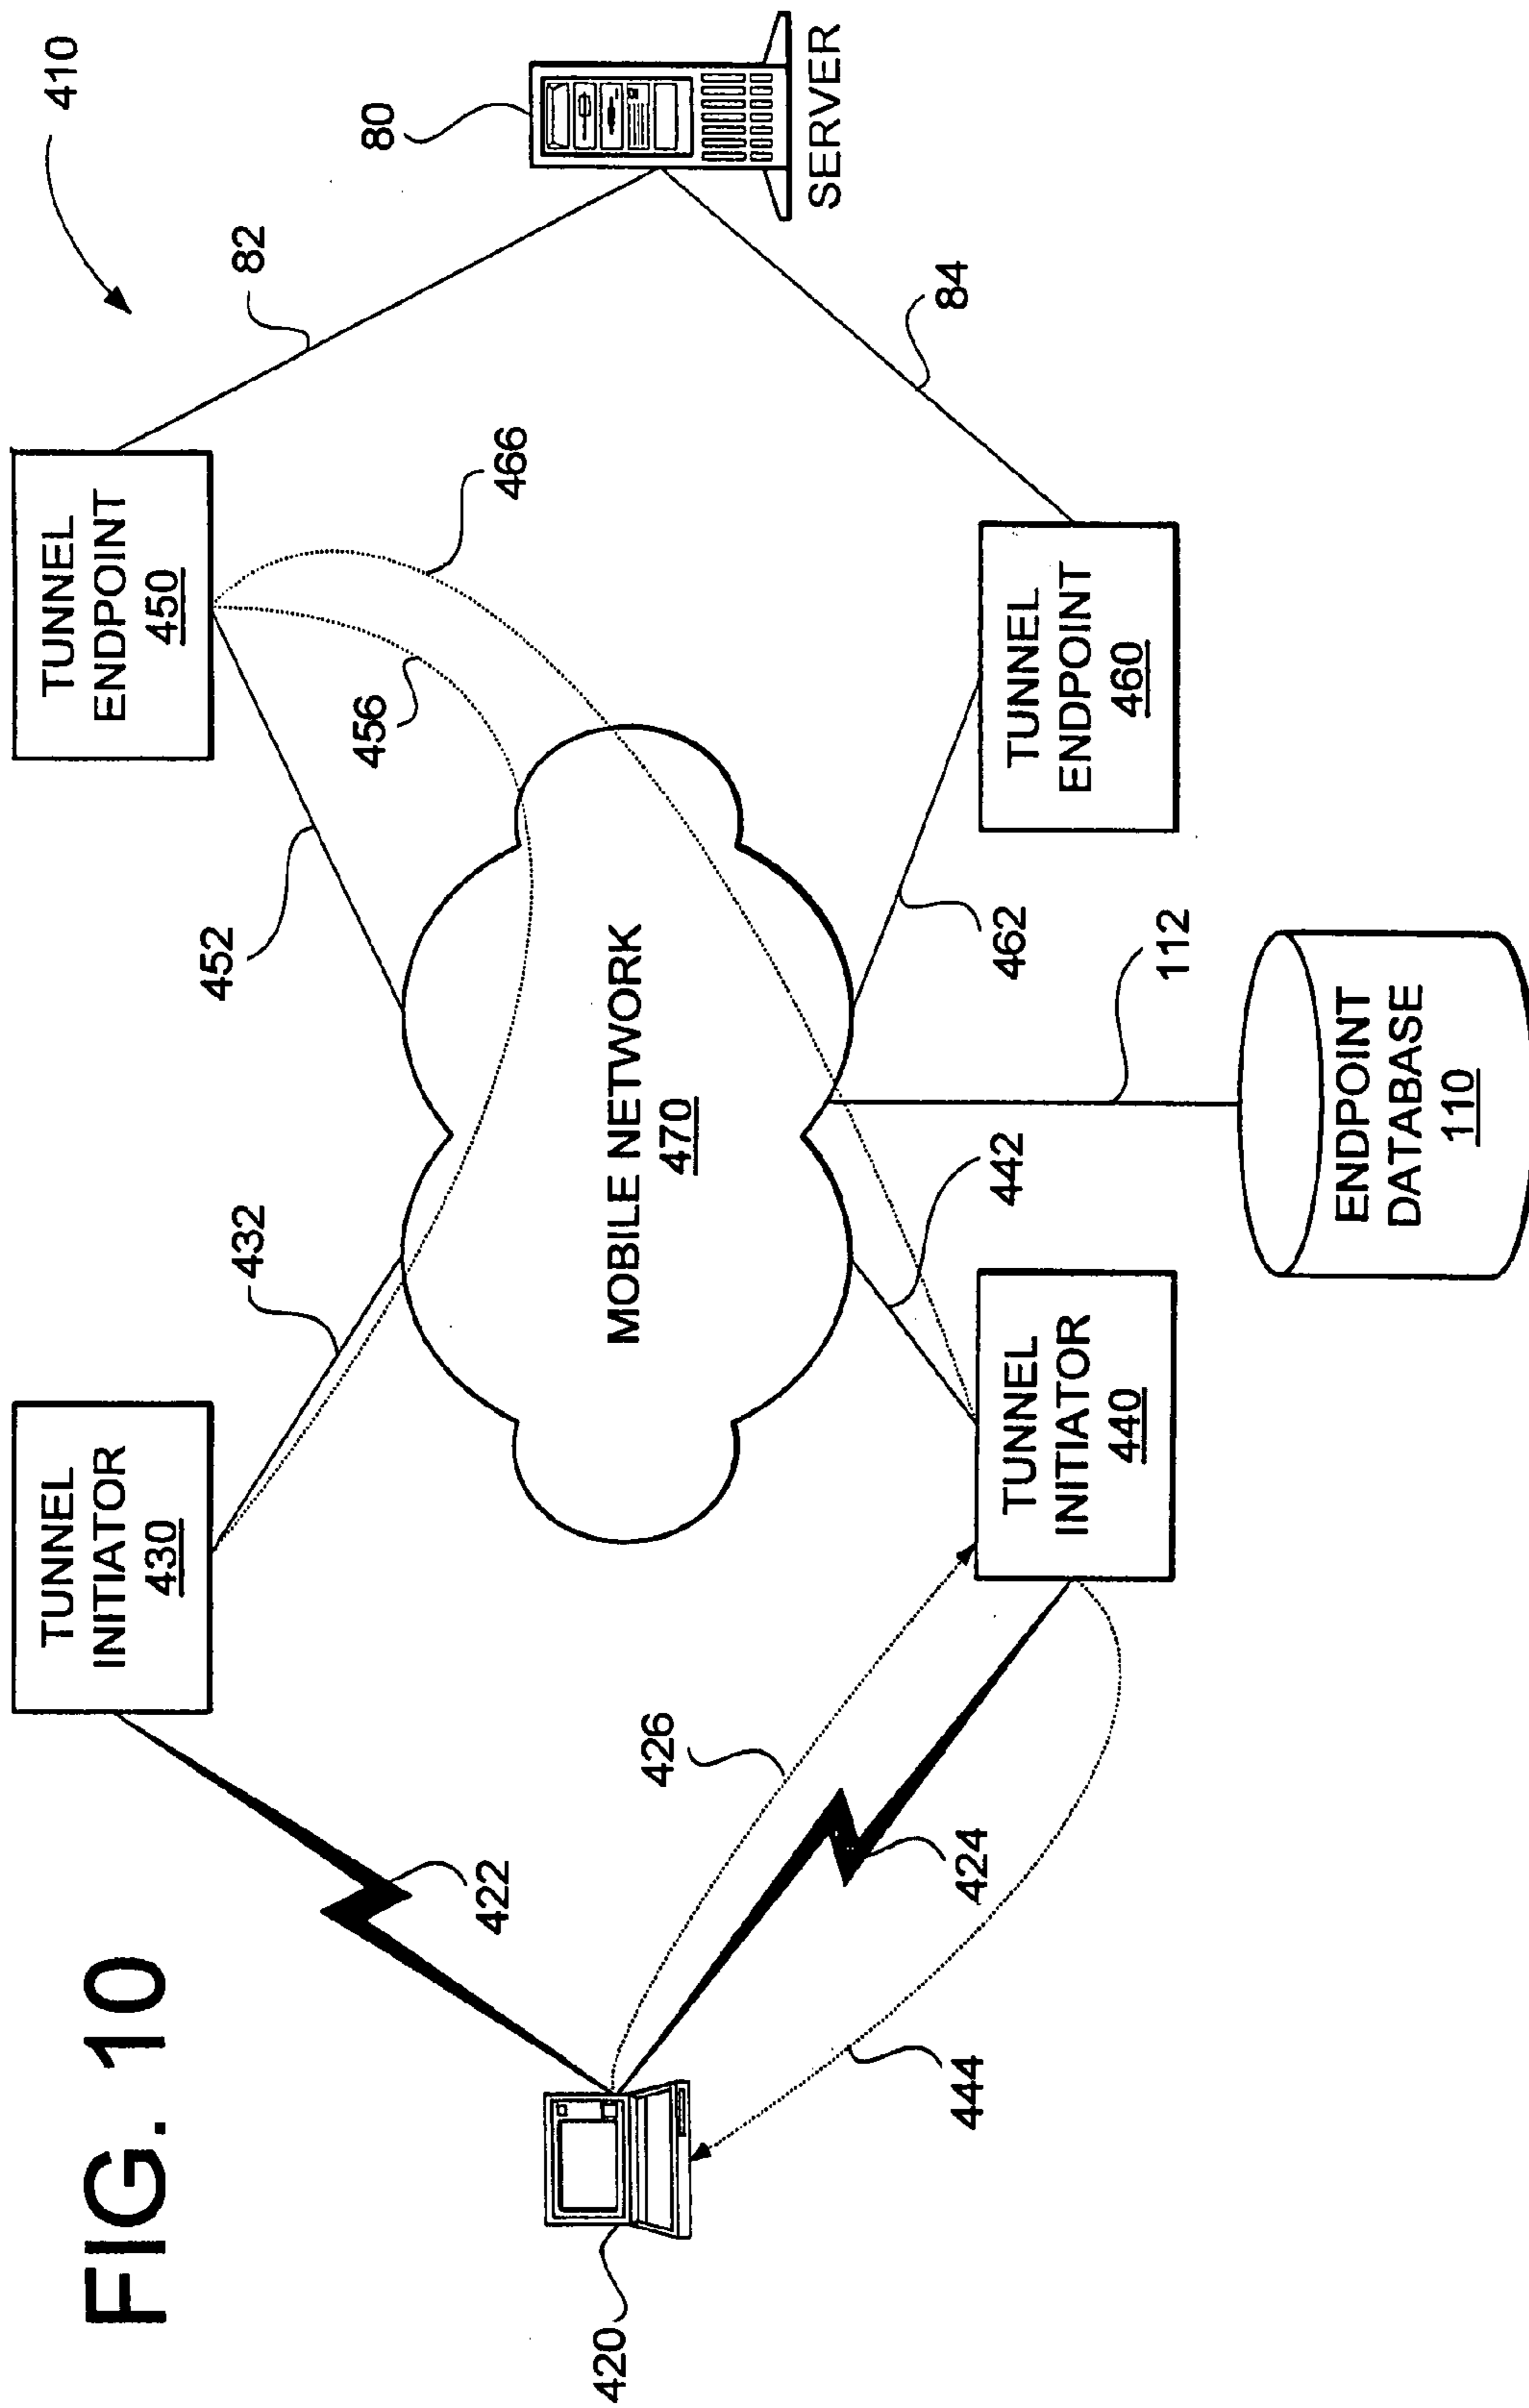 FIG. 10
410
TUNNEL
INITIATOR
430
432
452
TUNNEL
ENDPOINT
450
82
80
SERVER
422
456
466
420
MOBILE NETWORK
470
84
426
424
444
TUNNEL
INITIATOR
440
442
462
TUNNEL
ENDPOINT
460
112
ENDPOINT
DATABASE
110